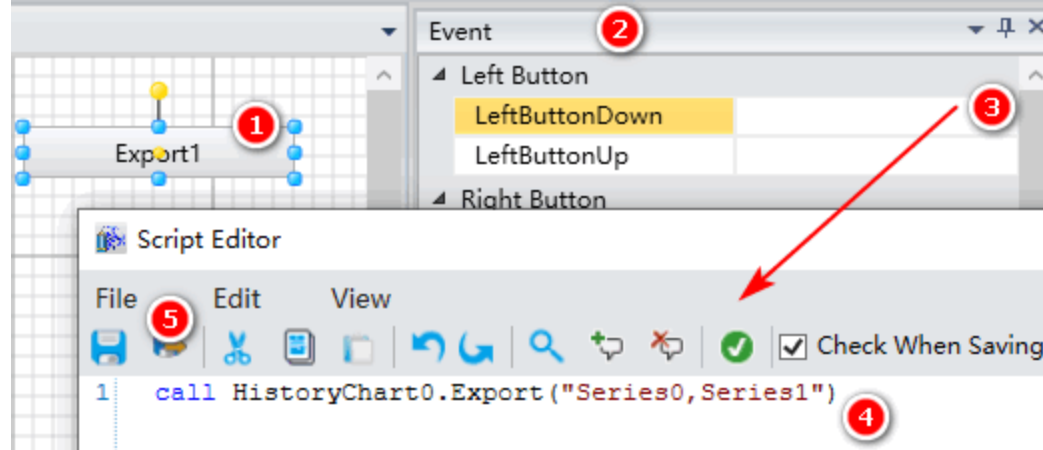 Event 2
Left Button
1 LeftButtonDown 3
Export1 LeftButtonUp
Right Button
Script Editor
File Edit View
5
Check When Saving
1 call HistoryChart0.Export("Series0,Series1")
4